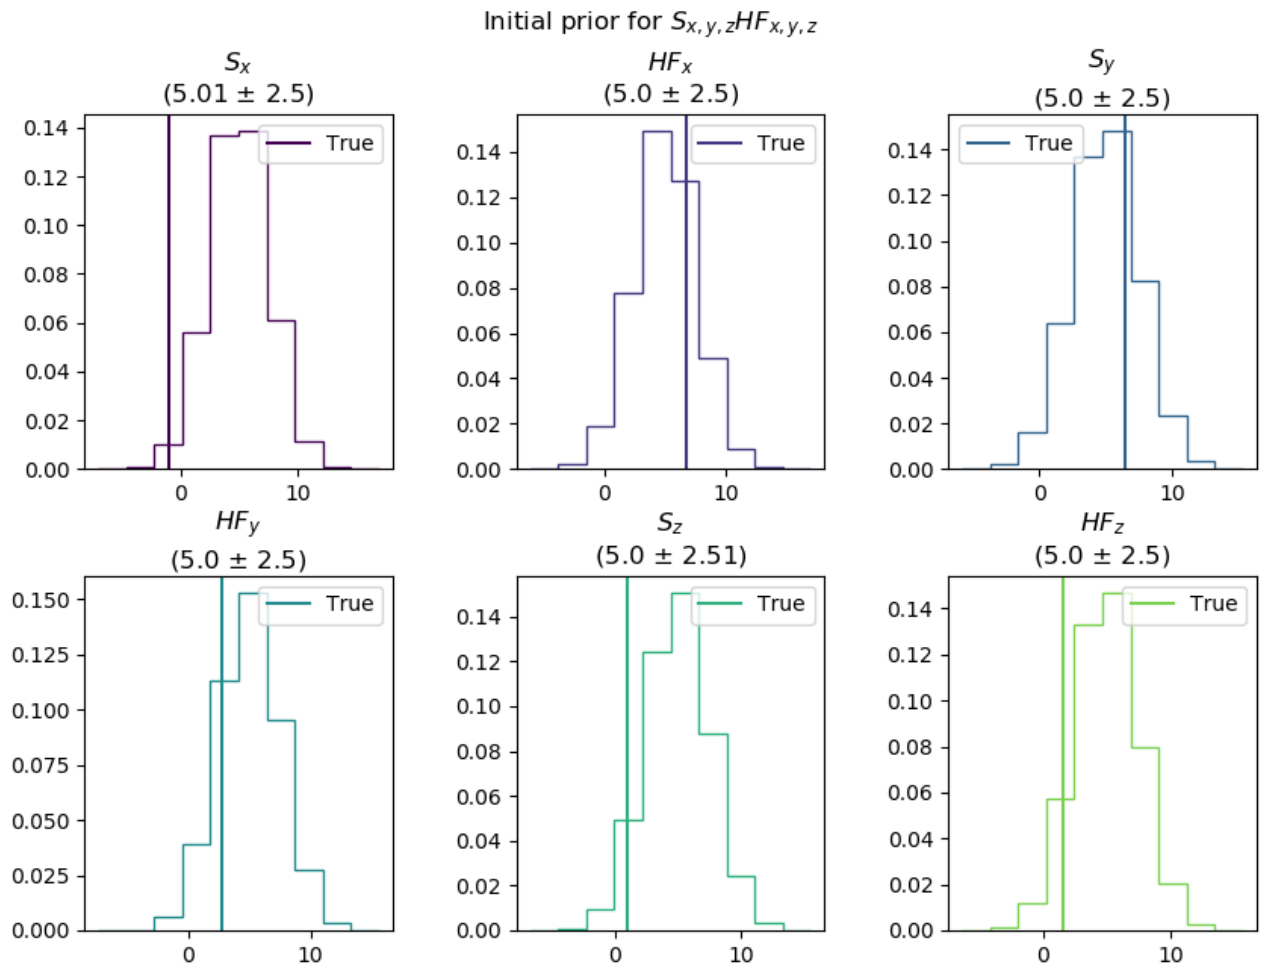 Initial prior for S_{x,y,z}HF_{x,y,z}
S_x
(5.01 ± 2.5)
True
0.14
0.12
0.10
0.08
0.06
0.04
0.02
0.00
0 10
HF_x
(5.0 ± 2.5)
True
0.14
0.12
0.10
0.08
0.06
0.04
0.02
0.00
0 10
S_y
(5.0 ± 2.5)
True
0.14
0.12
0.10
0.08
0.06
0.04
0.02
0.00
0 10
HF_y
(5.0 ± 2.5)
True
0.150
0.125
0.100
0.075
0.050
0.025
0.000
0 10
S_z
(5.0 ± 2.51)
True
0.14
0.12
0.10
0.08
0.06
0.04
0.02
0.00
0 10
HF_z
(5.0 ± 2.5)
True
0.14
0.12
0.10
0.08
0.06
0.04
0.02
0.00
0 10